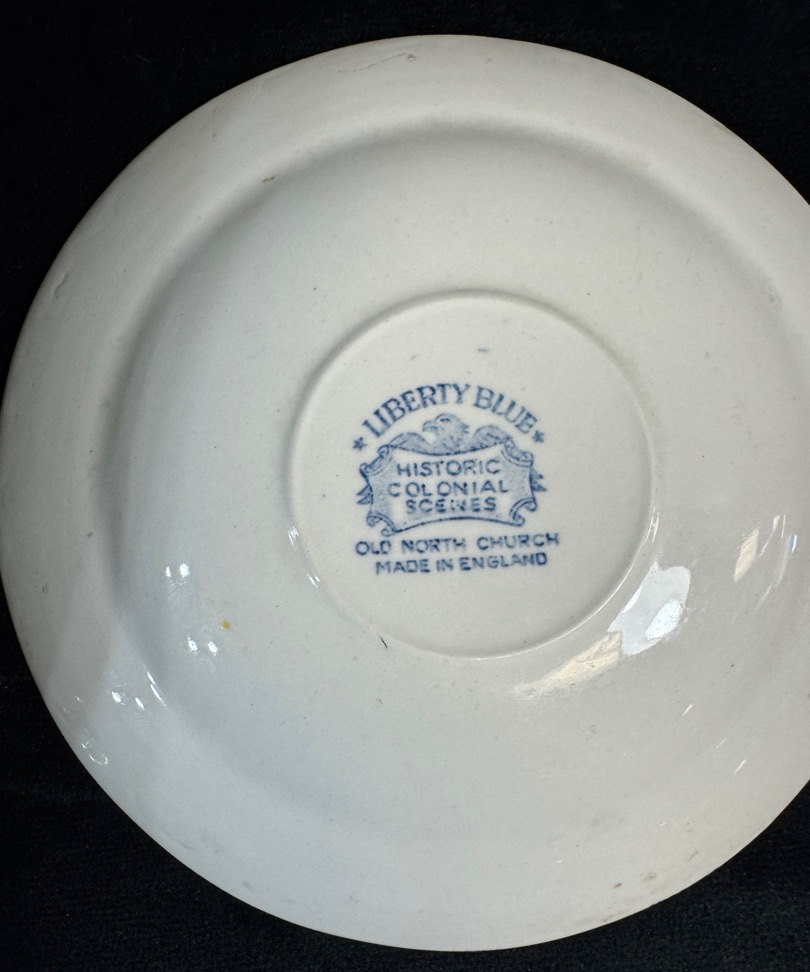 LIBERTY BLUE
HISTORIC
COLONIAL
SCENES
OLD NORTH CHURCH
MADE IN ENGLAND